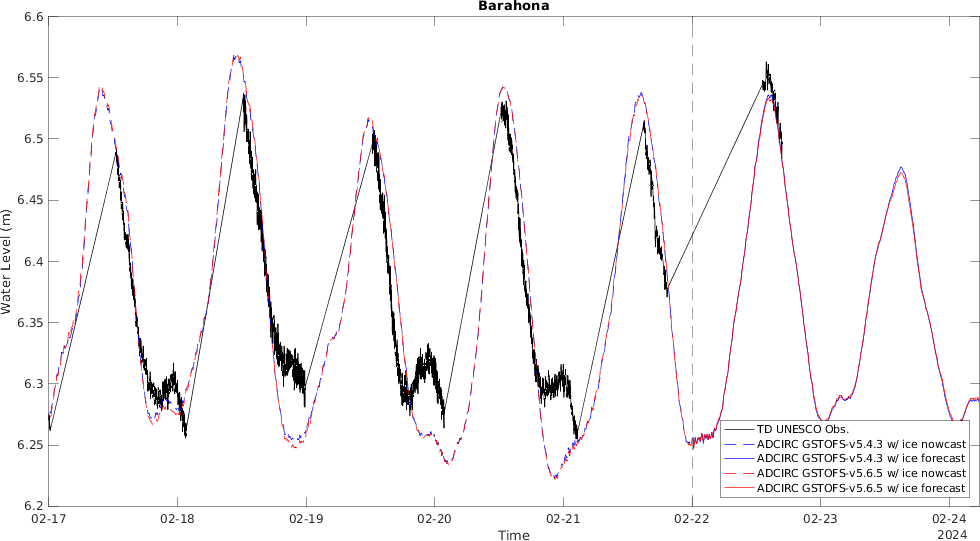 Barahona
6.6
6.55
6.5
6.45
6.4
6.35
6.3
6.25
6.2
Water Level (m)
02-17
02-18
02-19
02-20
02-21
02-22
02-23
02-24
Time
2024
TD UNESCO Obs.
ADCIRC GSTOFS-v5.4.3 w/ ice nowcast
ADCIRC GSTOFS-v5.4.3 w/ ice forecast
ADCIRC GSTOFS-v5.6.5 w/ ice nowcast
ADCIRC GSTOFS-v5.6.5 w/ ice forecast